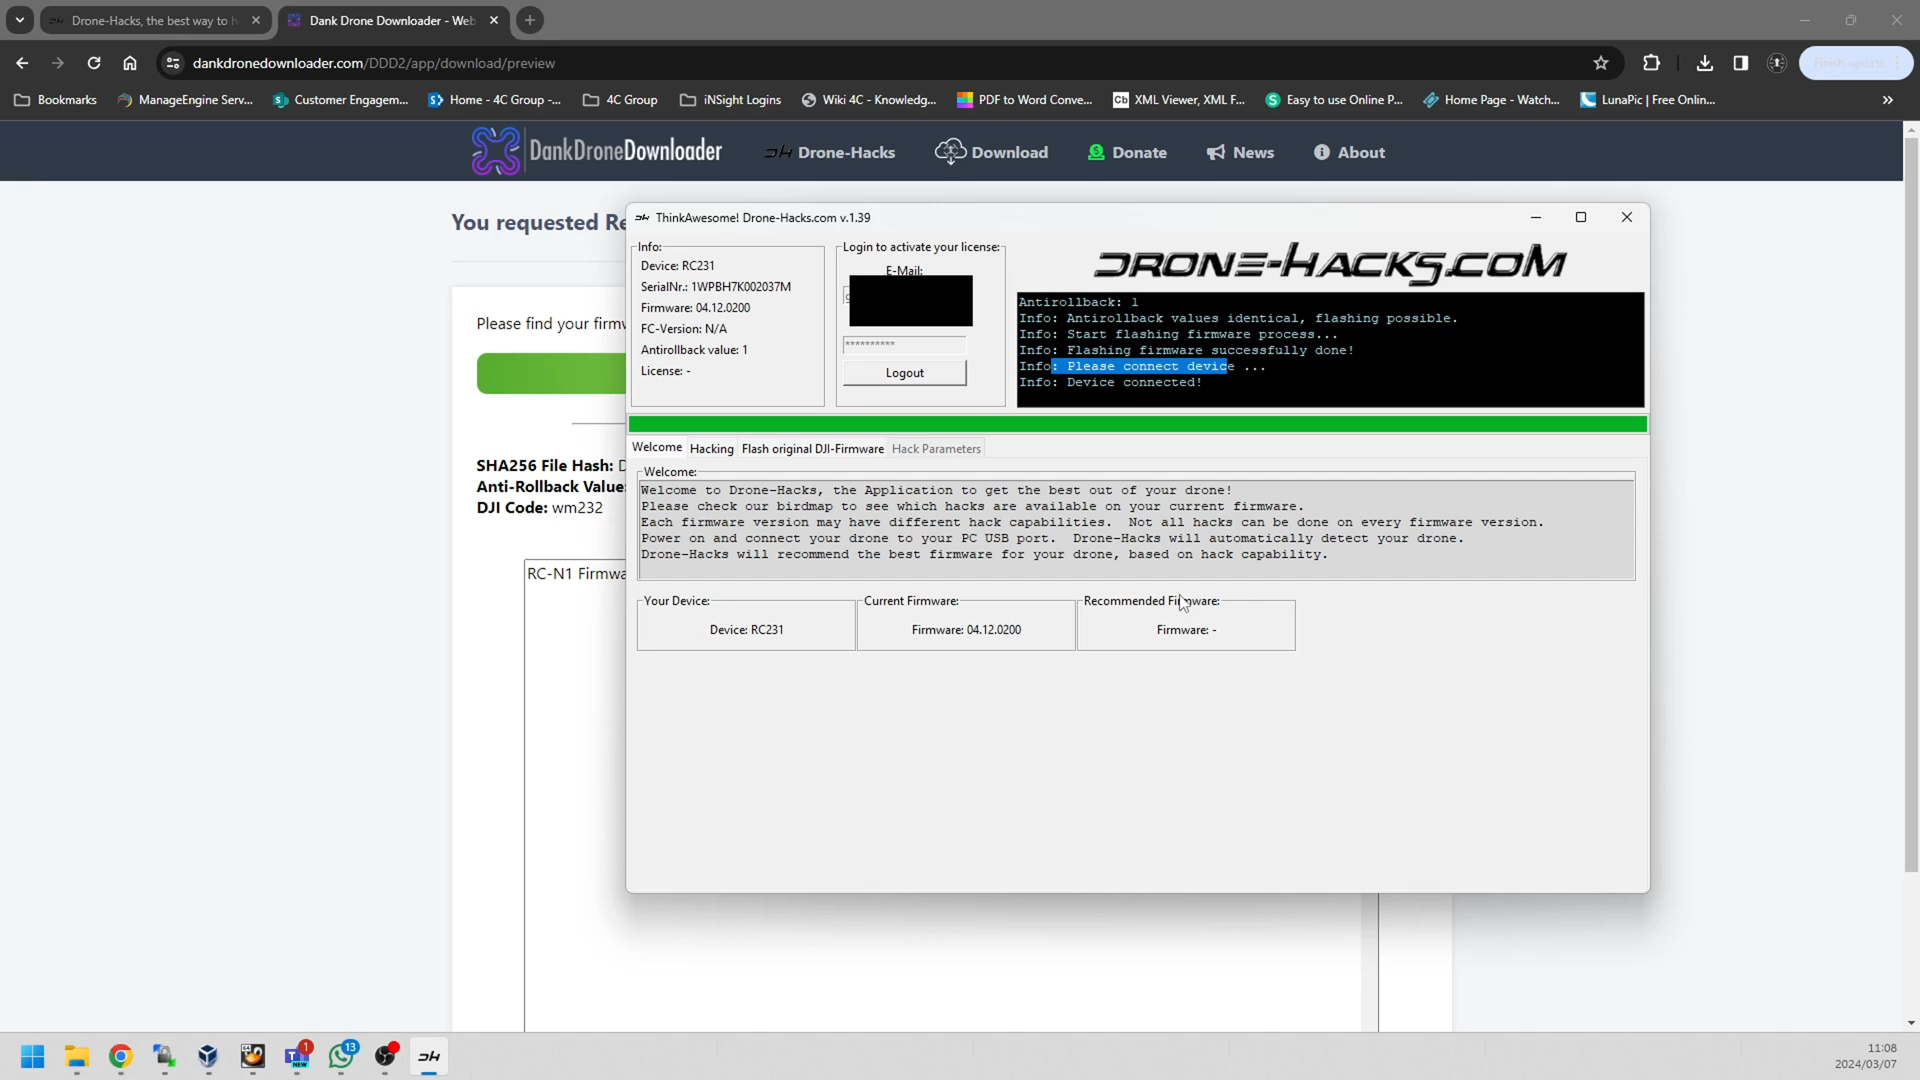 Drone-Hacks, the best way to h
Dank Drone Downloader - Web
dankdronedownloader.com/DDD2/app/download/preview
Finish update
Bookmarks
ManageEngine Serv...
Customer Engagem...
Home - 4C Group -...
4C Group
iNSight Logins
Wiki 4C - Knowledg...
PDF to Word Conve...
XML Viewer, XML F...
Easy to use Online P...
Home Page - Watch...
LunaPic | Free Onlin...
DankDroneDownloader
Drone-Hacks
Download
Donate
News
About
You requested Re
Please find your firmw
SHA256 File Hash: D
Anti-Rollback Value:
DJI Code: wm232
RC-N1 Firmwa
ThinkAwesome! Drone-Hacks.com v.1.39
Info:
Device: RC231
SerialNr.: 1WPBH7K002037M
Firmware: 04.12.0200
FC-Version: N/A
Antirollback value: 1
License: -
Login to activate your license:
E-Mail:
**********
Logout
DRONE-HACKS.COM
Antirollback: 1
Info: Antirollback values identical, flashing possible.
Info: Start flashing firmware process...
Info: Flashing firmware successfully done!
Info: Please connect device ...
Info: Device connected!
Welcome
Hacking
Flash original DJI-Firmware
Hack Parameters
Welcome:
Welcome to Drone-Hacks, the Application to get the best out of your drone!
Please check our birdmap to see which hacks are available on your current firmware.
Each firmware version may have different hack capabilities. Not all hacks can be done on every firmware version.
Power on and connect your drone to your PC USB port. Drone-Hacks will automatically detect your drone.
Drone-Hacks will recommend the best firmware for your drone, based on hack capability.
Your Device:
Device: RC231
Current Firmware:
Firmware: 04.12.0200
Recommended Firmware:
Firmware: -
64
NEW
1
13
11:08
2024/03/07